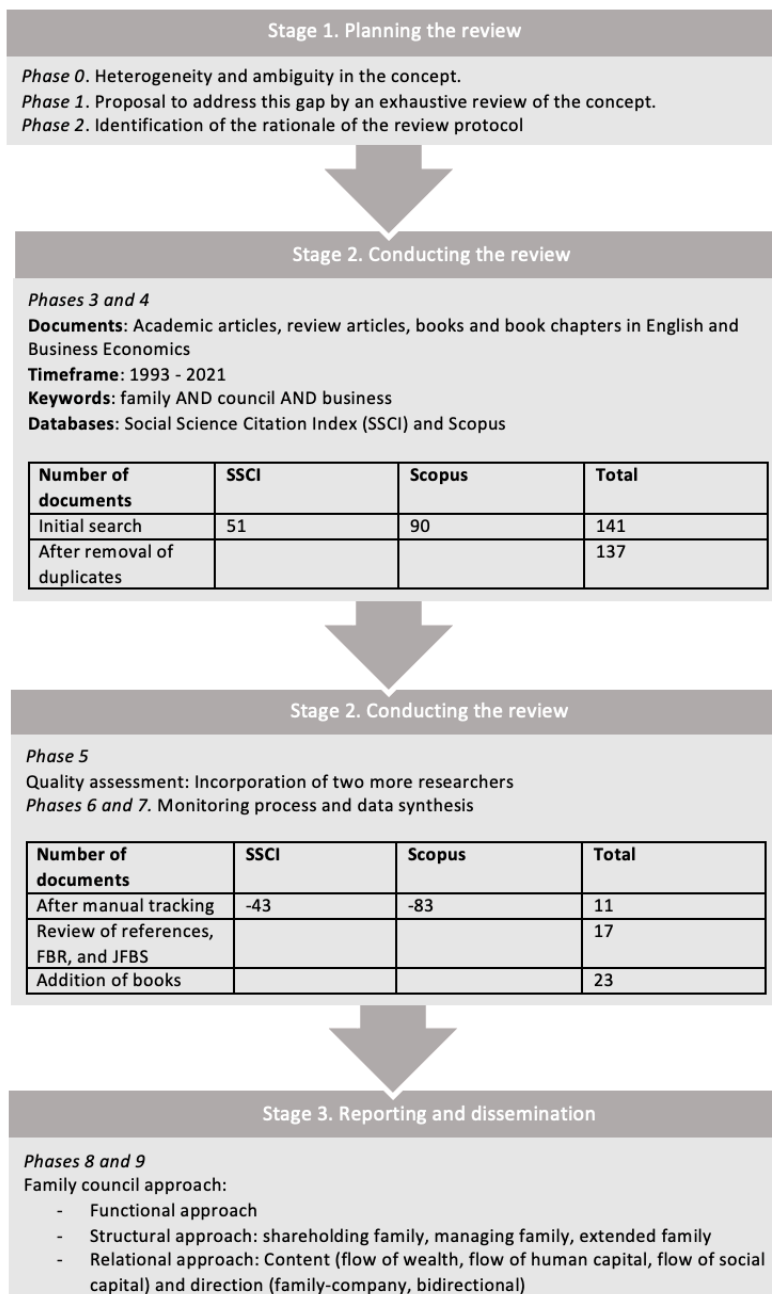 Stage 1. Planning the review
Phase 0. Heterogeneity and ambiguity in the concept.
Phase 1. Proposal to address this gap by an exhaustive review of the concept.
Phase 2. Identification of the rationale of the review protocol
Stage 2. Conducting the review
Phases 3 and 4
Documents: Academic articles, review articles, books and book chapters in English and
Business Economics
Timeframe: 1993 - 2021
Keywords: family AND council AND business
Databases: Social Science Citation Index (SSCI) and Scopus
Number of documents SSCI Scopus Total
Initial search 51 90 141
After removal of duplicates 137
Stage 2. Conducting the review
Phase 5
Quality assessment: Incorporation of two more researchers
Phases 6 and 7. Monitoring process and data synthesis
Number of documents SSCI Scopus Total
After manual tracking -43 -83 11
Review of references, FBR, and JFBS 17
Addition of books 23
Stage 3. Reporting and dissemination
Phases 8 and 9
Family council approach:
- Functional approach
- Structural approach: shareholding family, managing family, extended family
- Relational approach: Content (flow of wealth, flow of human capital, flow of social
capital) and direction (family-company, bidirectional)